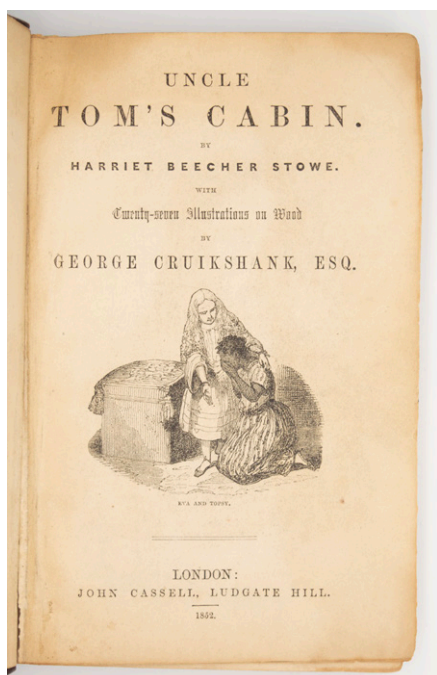 UNCLE
TOM'S CABIN.
BY
HARRIET BEECHER STOWE.
WITH
Twenty-seven Illustrations on Wood
BY
GEORGE CRUIKSHANK, ESQ.
EVA AND TOPSY.
LONDON:
JOHN CASSELL, LUDGATE HILL.
1852.